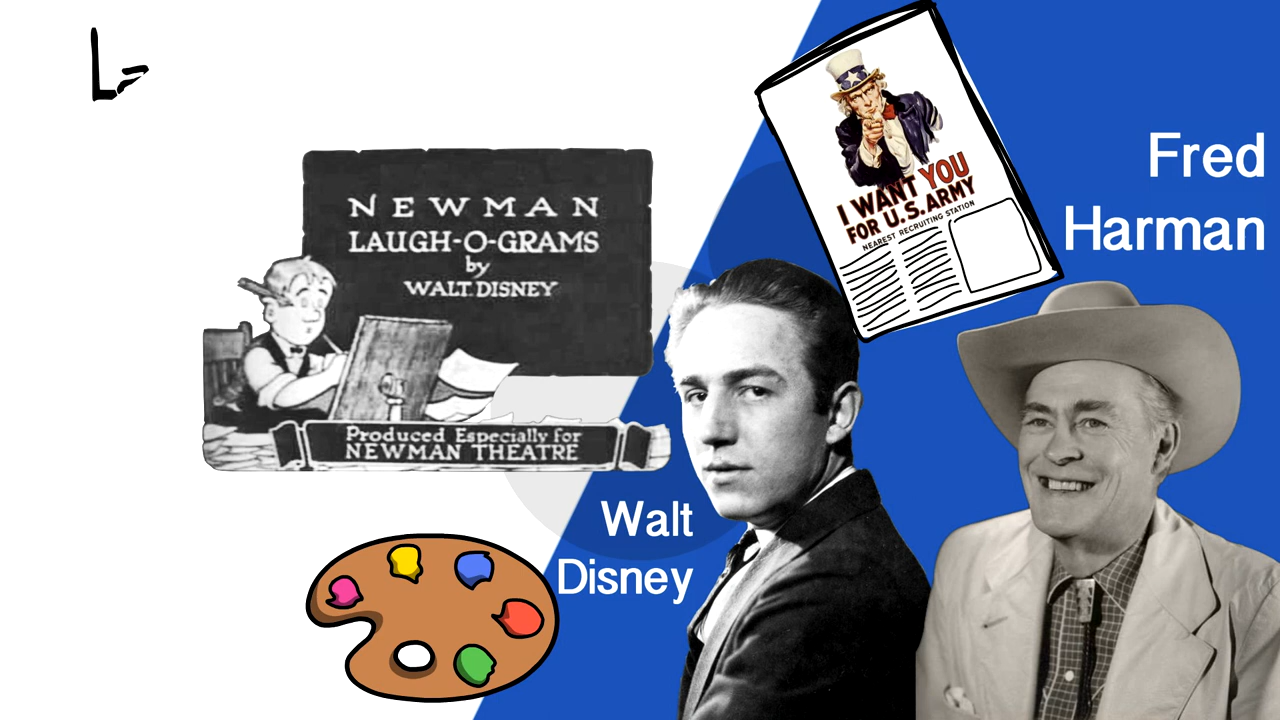 NEWMAN
LAUGH-O-GRAMS
by
WALT DISNEY
Produced Especially for
NEWMAN THEATRE
I WANT YOU
FOR U.S. ARMY
NEAREST RECRUITING STATION
Fred
Harman
Walt
Disney